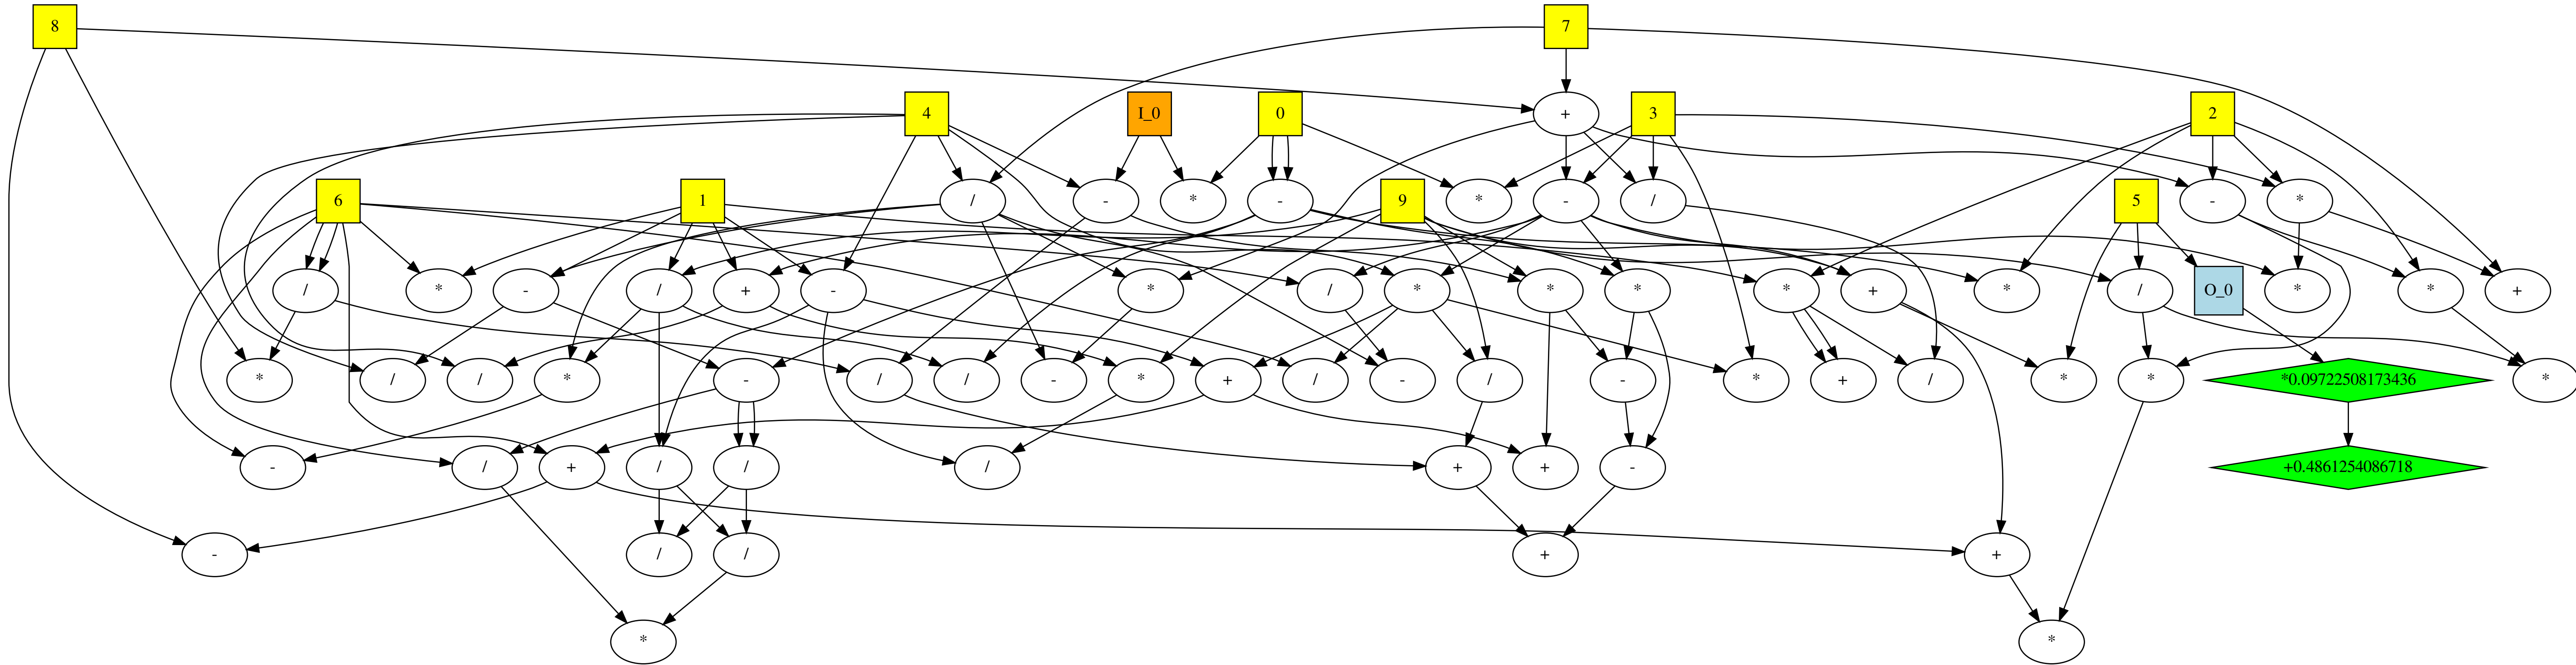 8 7
4 I_0 0 + 3 2
6 1 / - * - 9 * - / 5 - *
/ * - / + - * / * * * * + * / O_0 * * +
* / / * - / / - * + / - / * + / - * * *0.09722508173436 *
- / + / / / + + - +0.4861254086718
- / / + +
* *